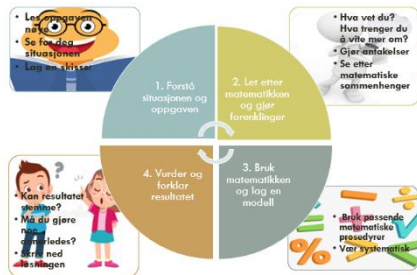 • Les oppgaven
nøye
• Se for deg
situasjonen
• Lag en skisse:
• Hva vet du?
Hva trenger du
å vite mer om?
• Gjør antakelser
• Se etter
matematiske
sammenhenger
1. Forstå
situasjonen og
oppgaven
2. Let etter
matematikken
og gjør
forenklinger
4. Vurder og
forklar
resultatet
3. Bruk
matematikken
og lag en
modell
• Kan resultatet
stemme?
• Må du gjøre
noe
annerledes?
• Skriv ned
løsningen
• Bruk passende
matematiske
prosedyrer
• Vær systematisk